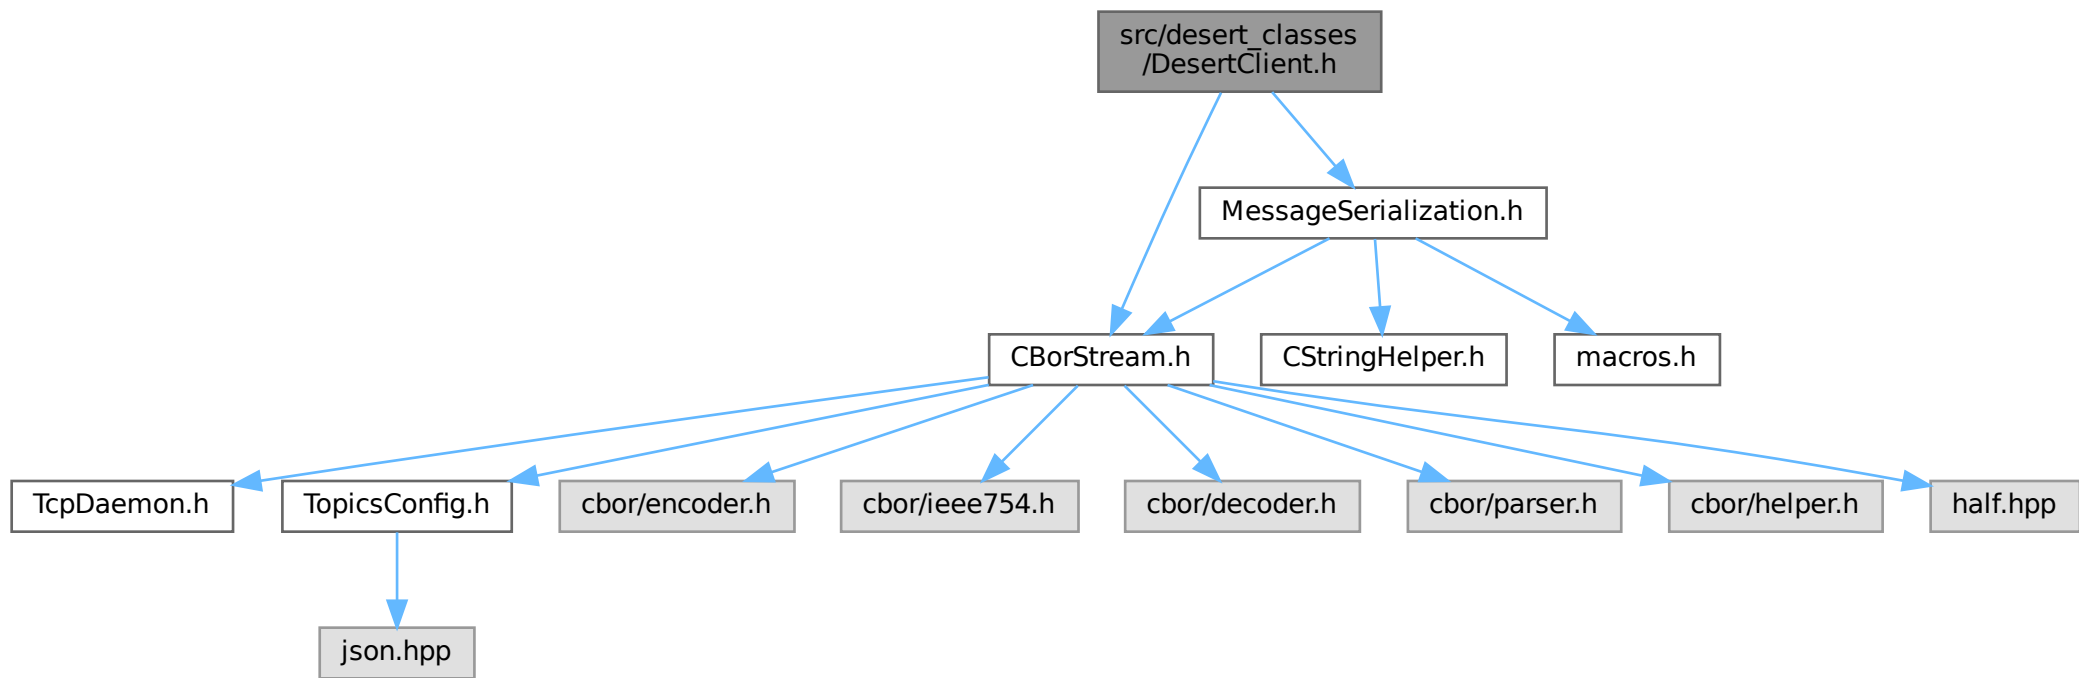 src/desert_classes
/DesertClient.h
MessageSerialization.h
CBorStream.h
CStringHelper.h
macros.h
TcpDaemon.h
TopicsConfig.h
cbor/encoder.h
cbor/ieee754.h
cbor/decoder.h
cbor/parser.h
cbor/helper.h
half.hpp
json.hpp